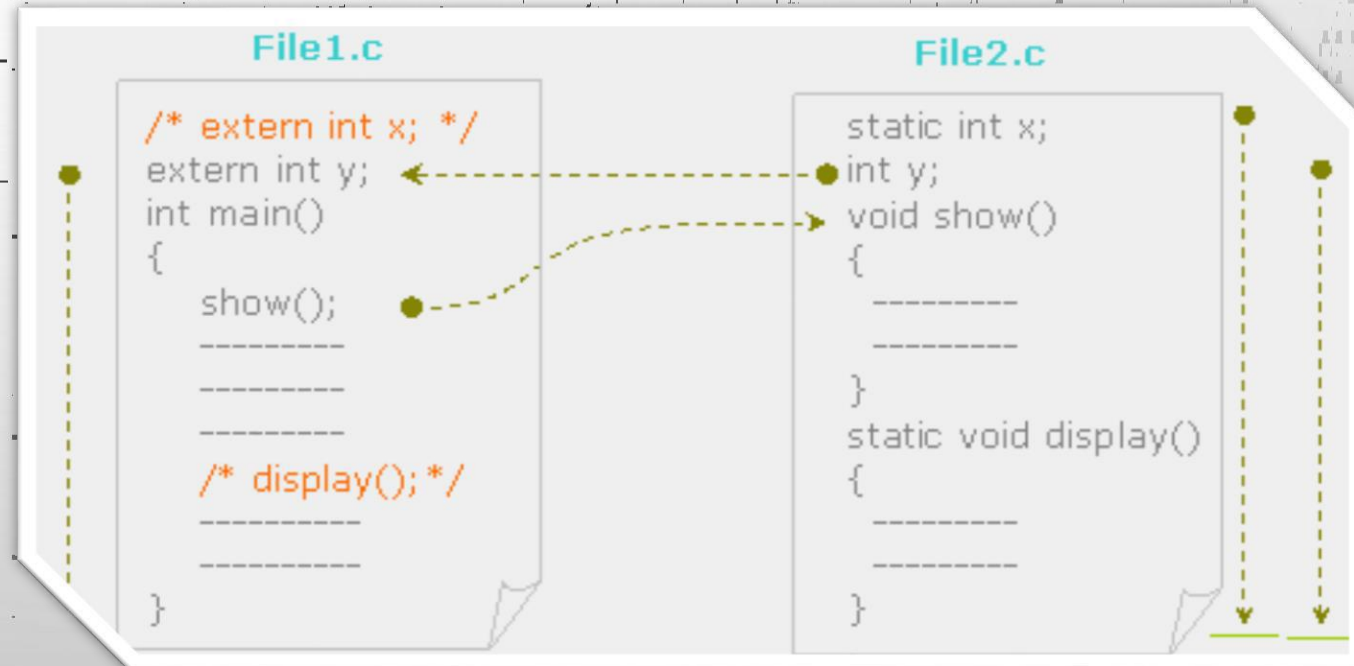 File1.c
/* extern int x; */
extern int y;
int main()
{
show();
---------
---------
---------
/* display(); */
----------
----------
}
File2.c
static int x;
int y;
void show()
{
---------
---------
}
static void display()
{
---------
---------
}